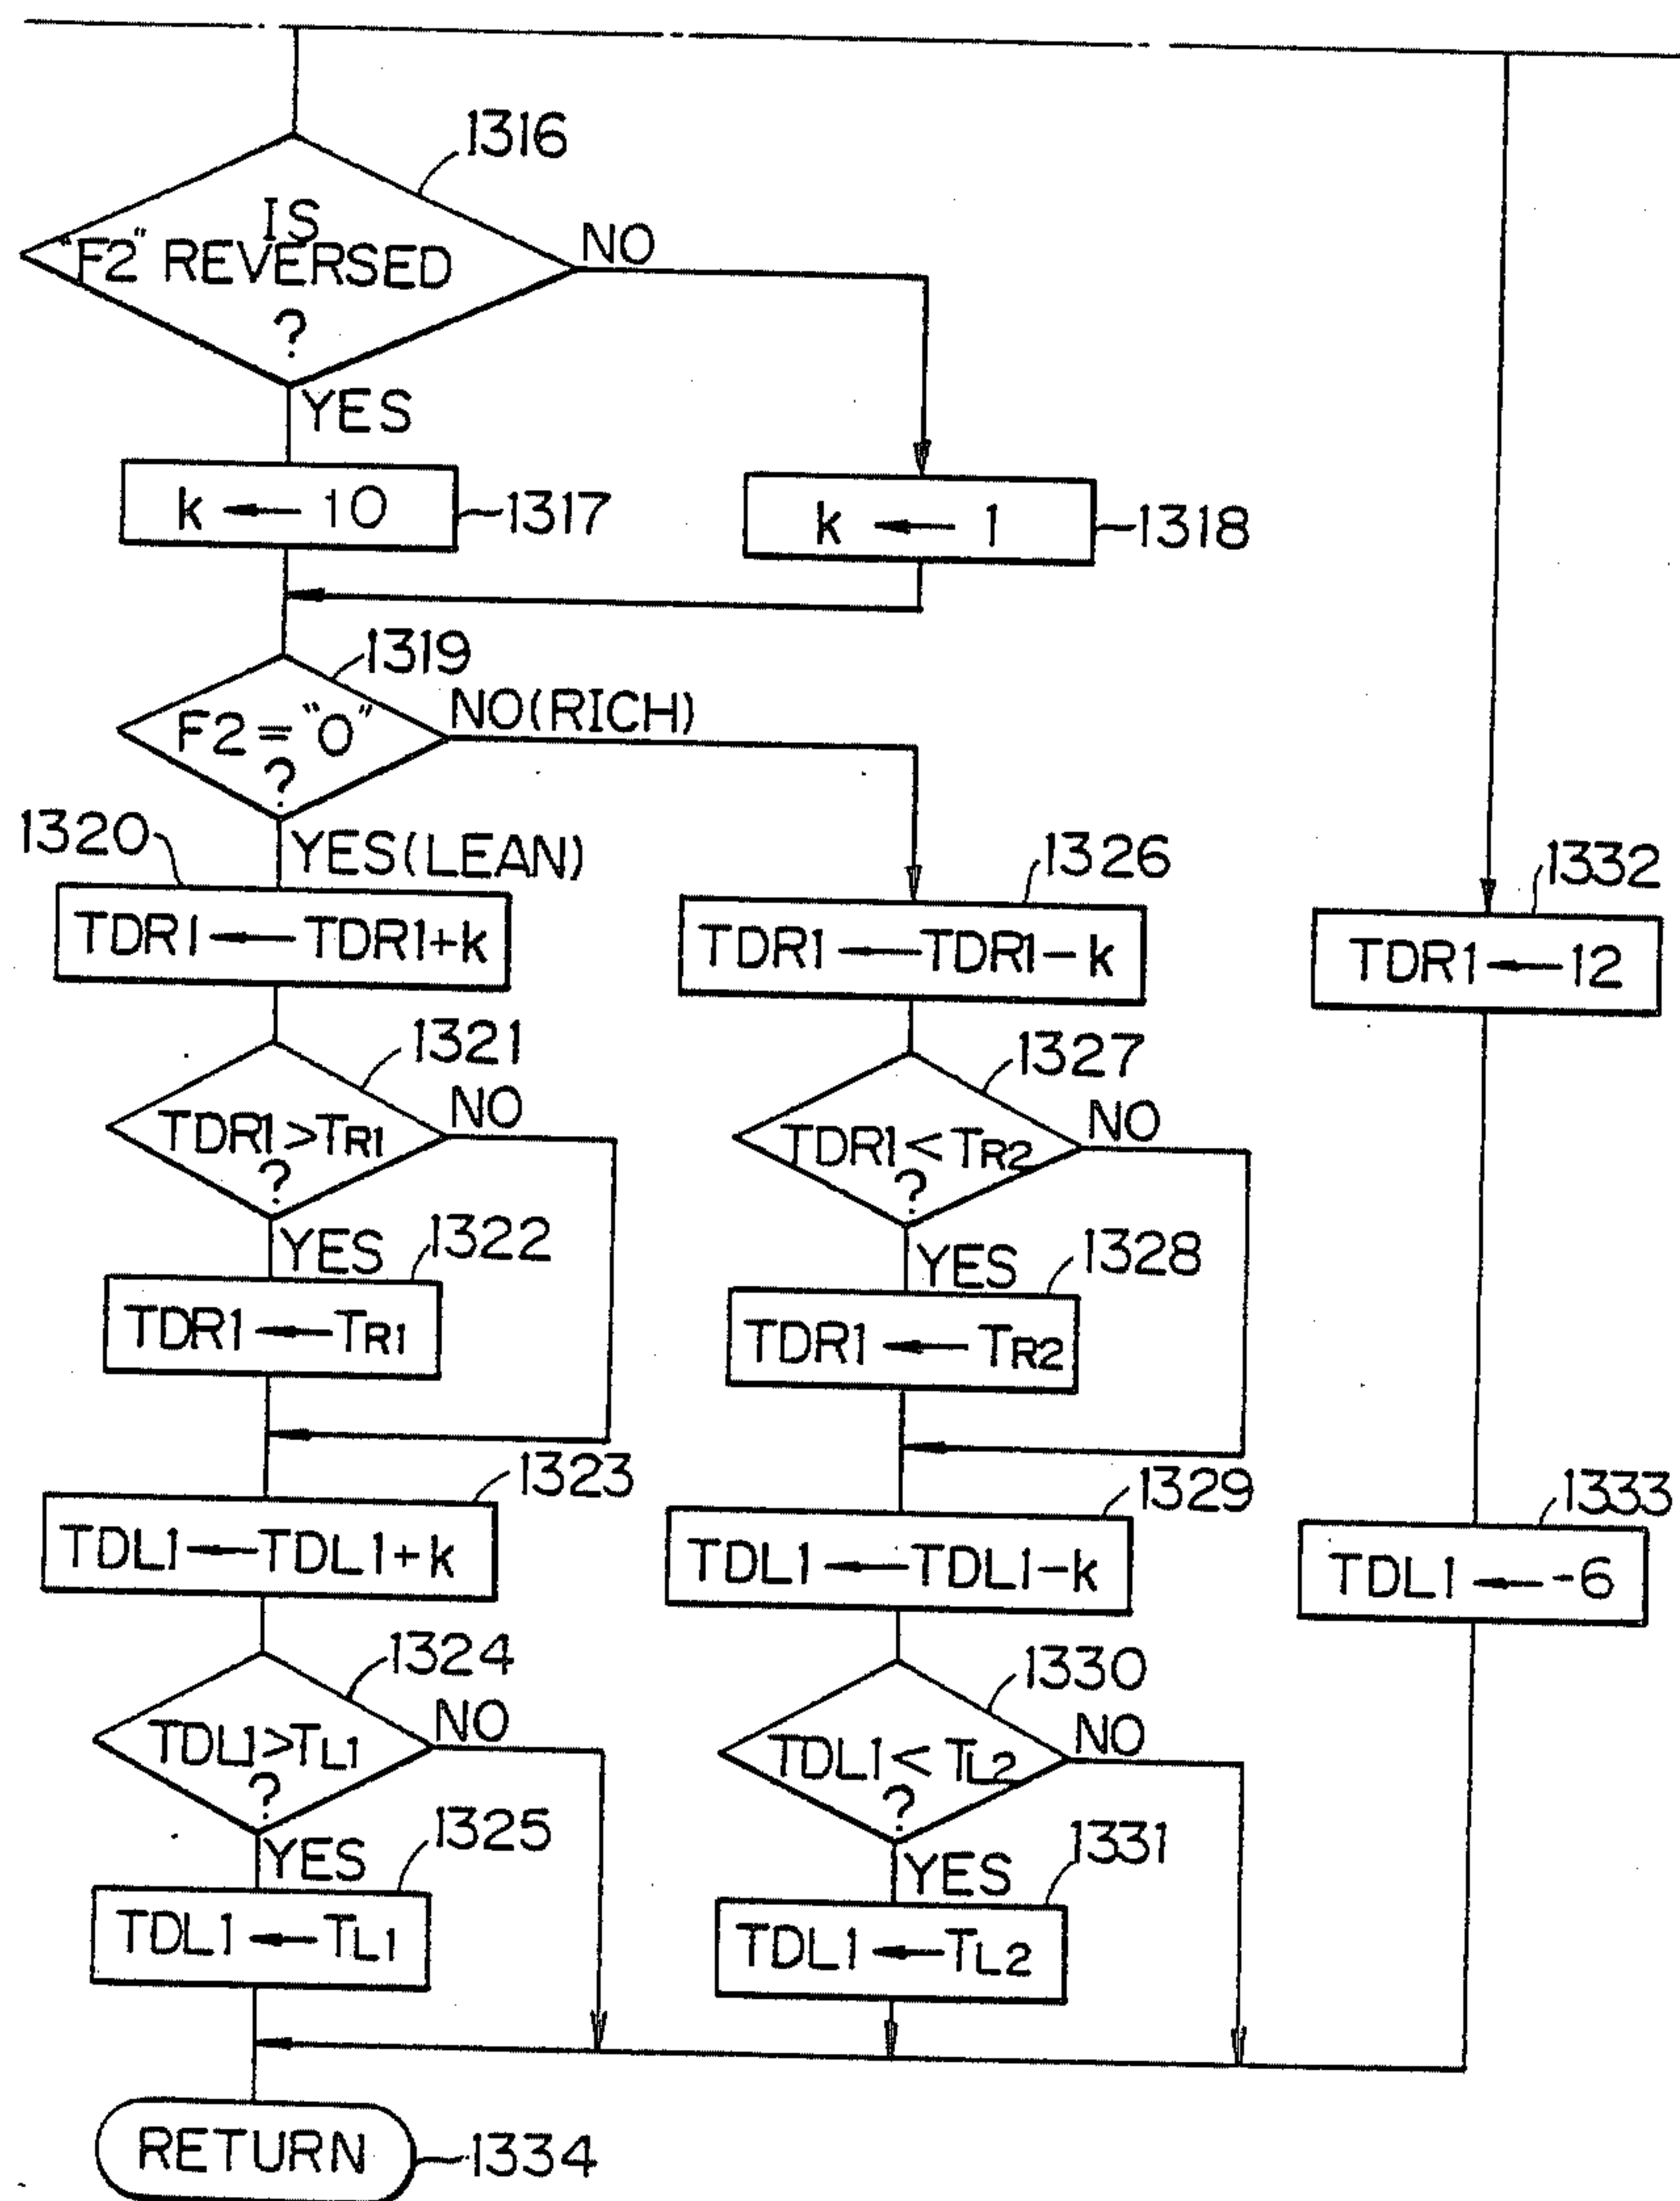 1316
IS
"F2" REVERSED
?
NO
YES
k ← 10
1317
k ← 1
1318
1319
F2 = "0"
?
NO(RICH)
YES(LEAN)
1320
TDR1 ← TDR1+k
1326
TDR1 ← TDR1-k
1332
TDR1 ← 12
1321
TDR1>TR1
?
NO
1327
TDR1<TR2
?
NO
YES
1322
TDR1 ← TR1
YES
1328
TDR1 ← TR2
1323
TDL1 ← TDL1+k
1329
TDL1 ← TDL1-k
1333
TDL1 ← -6
1324
TDL1>TL1
?
NO
1330
TDL1<TL2
?
NO
YES
1325
TDL1 ← TL1
YES
1331
TDL1 ← TL2
RETURN
1334